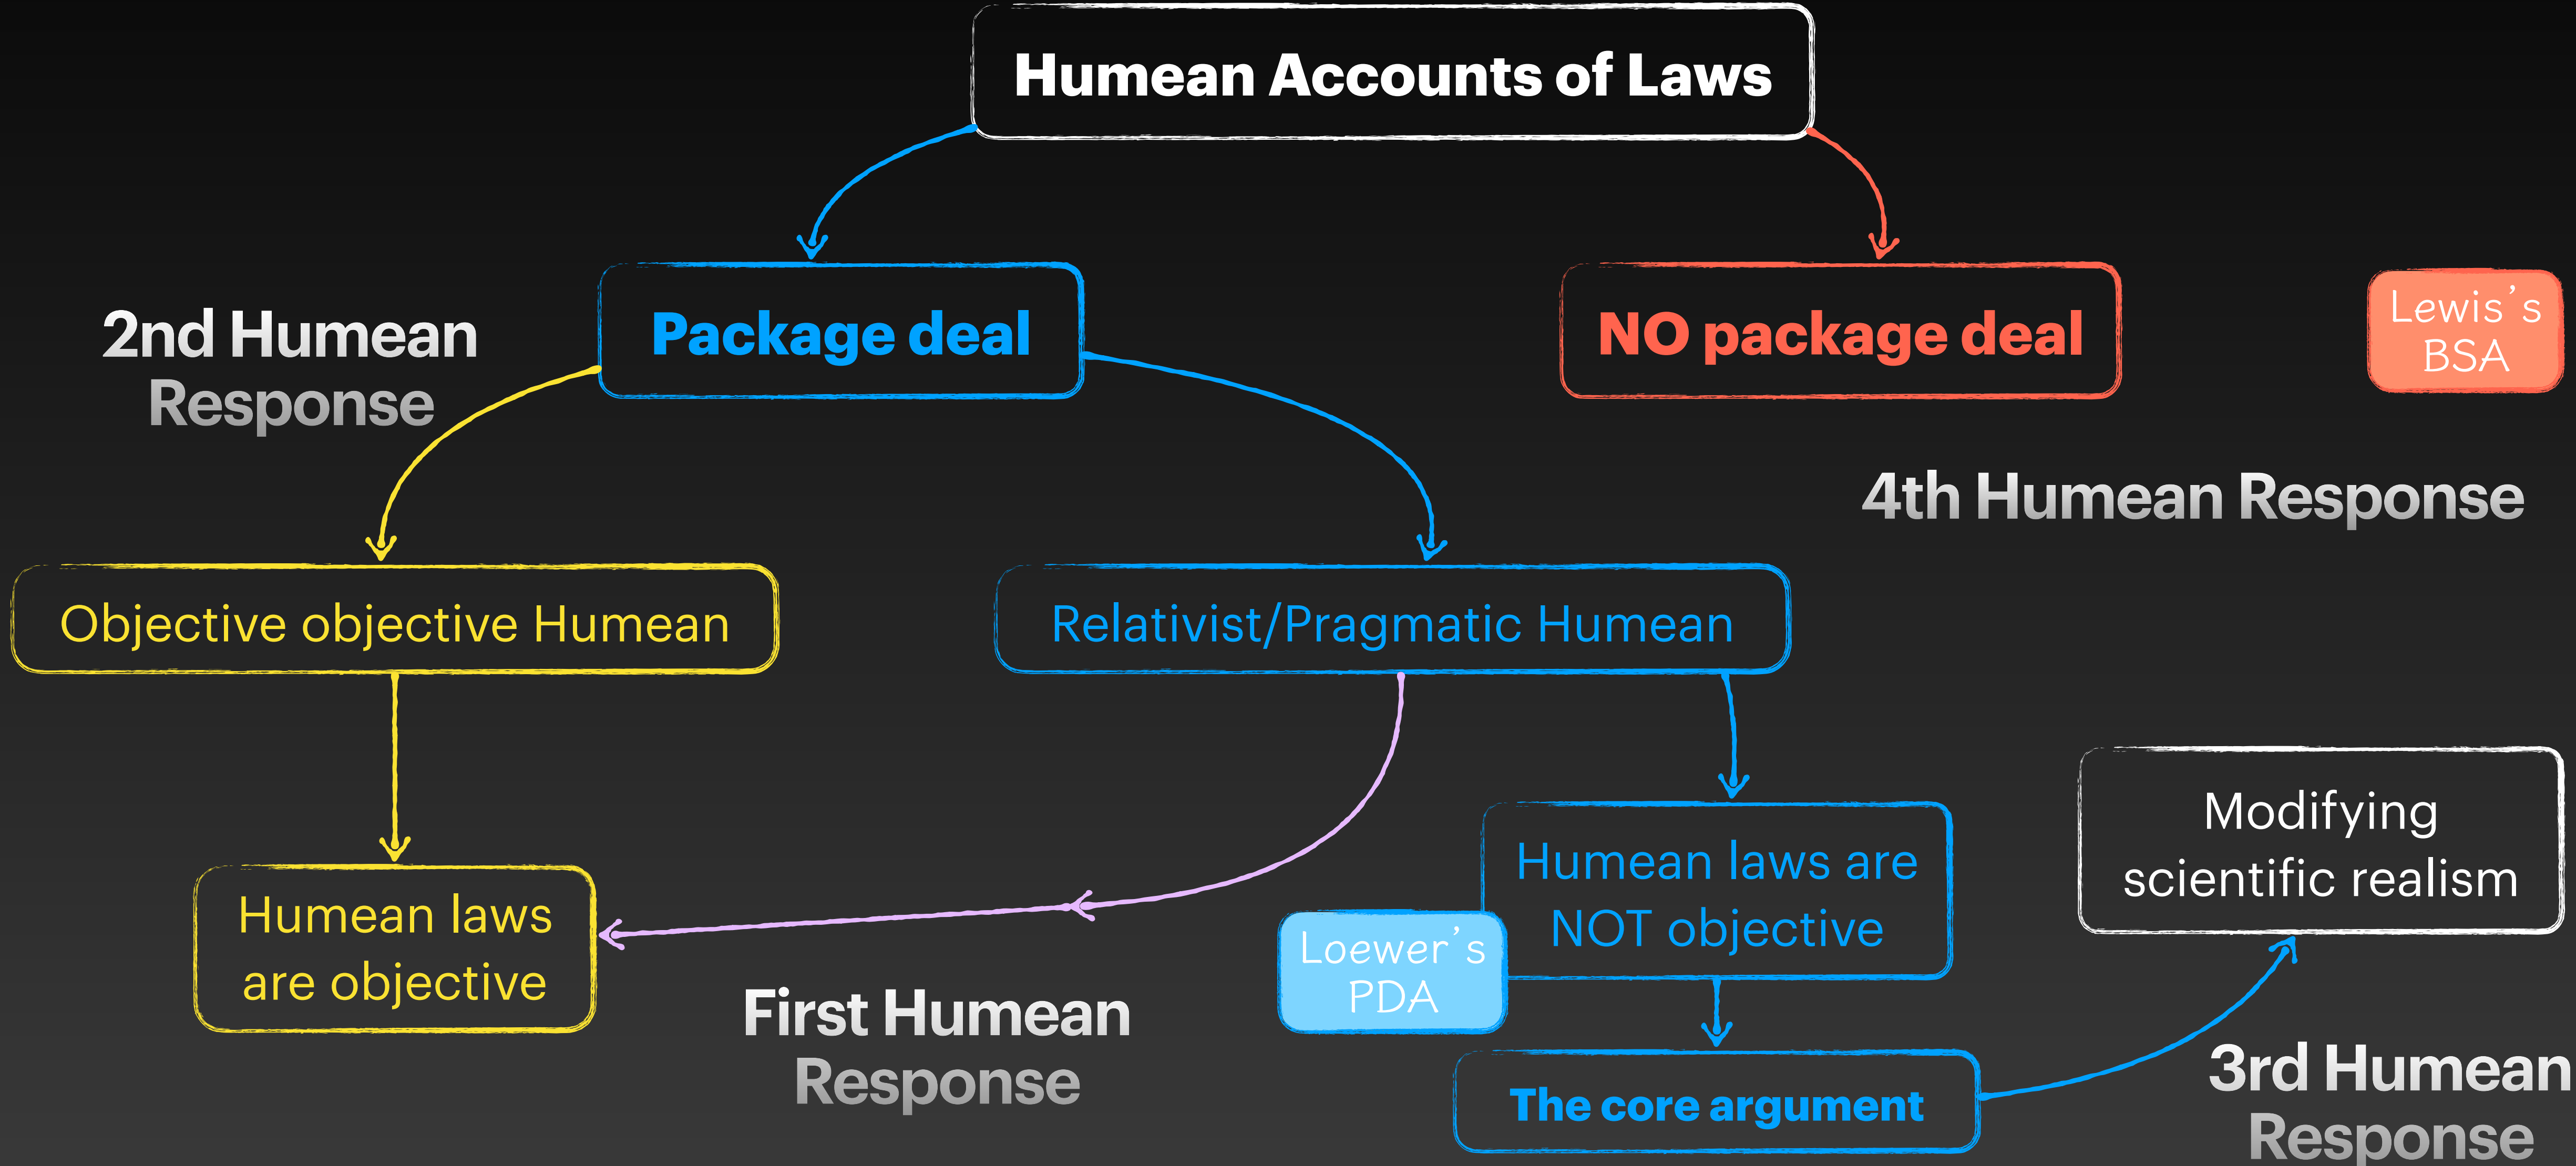 Humean Accounts of Laws
2nd Humean
Response
Package deal
NO package deal
Lewis's
BSA
4th Humean Response
Objective objective Humean
Relativist/Pragmatic Humean
Humean laws
are objective
First Humean
Response
Loewer's
PDA
Humean laws are
NOT objective
Modifying
scientific realism
The core argument
3rd Humean
Response